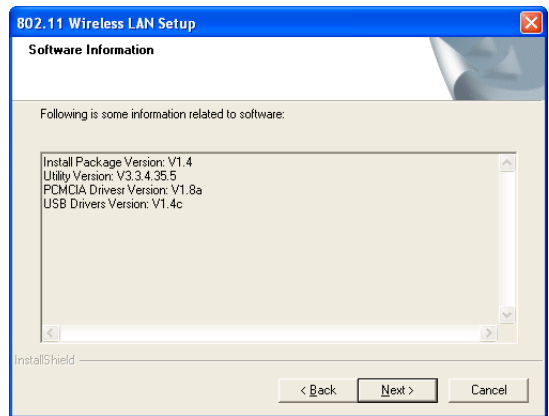 802.11 Wireless LAN Setup
Software Information
Following is some information related to software:
Install Package Version: V1.4
Utility Version: V3.3.4.35.5
PCMCIA Drivesr Version: V1.8a
USB Drivers Version: V1.4c
InstallShield
< Back
Next >
Cancel